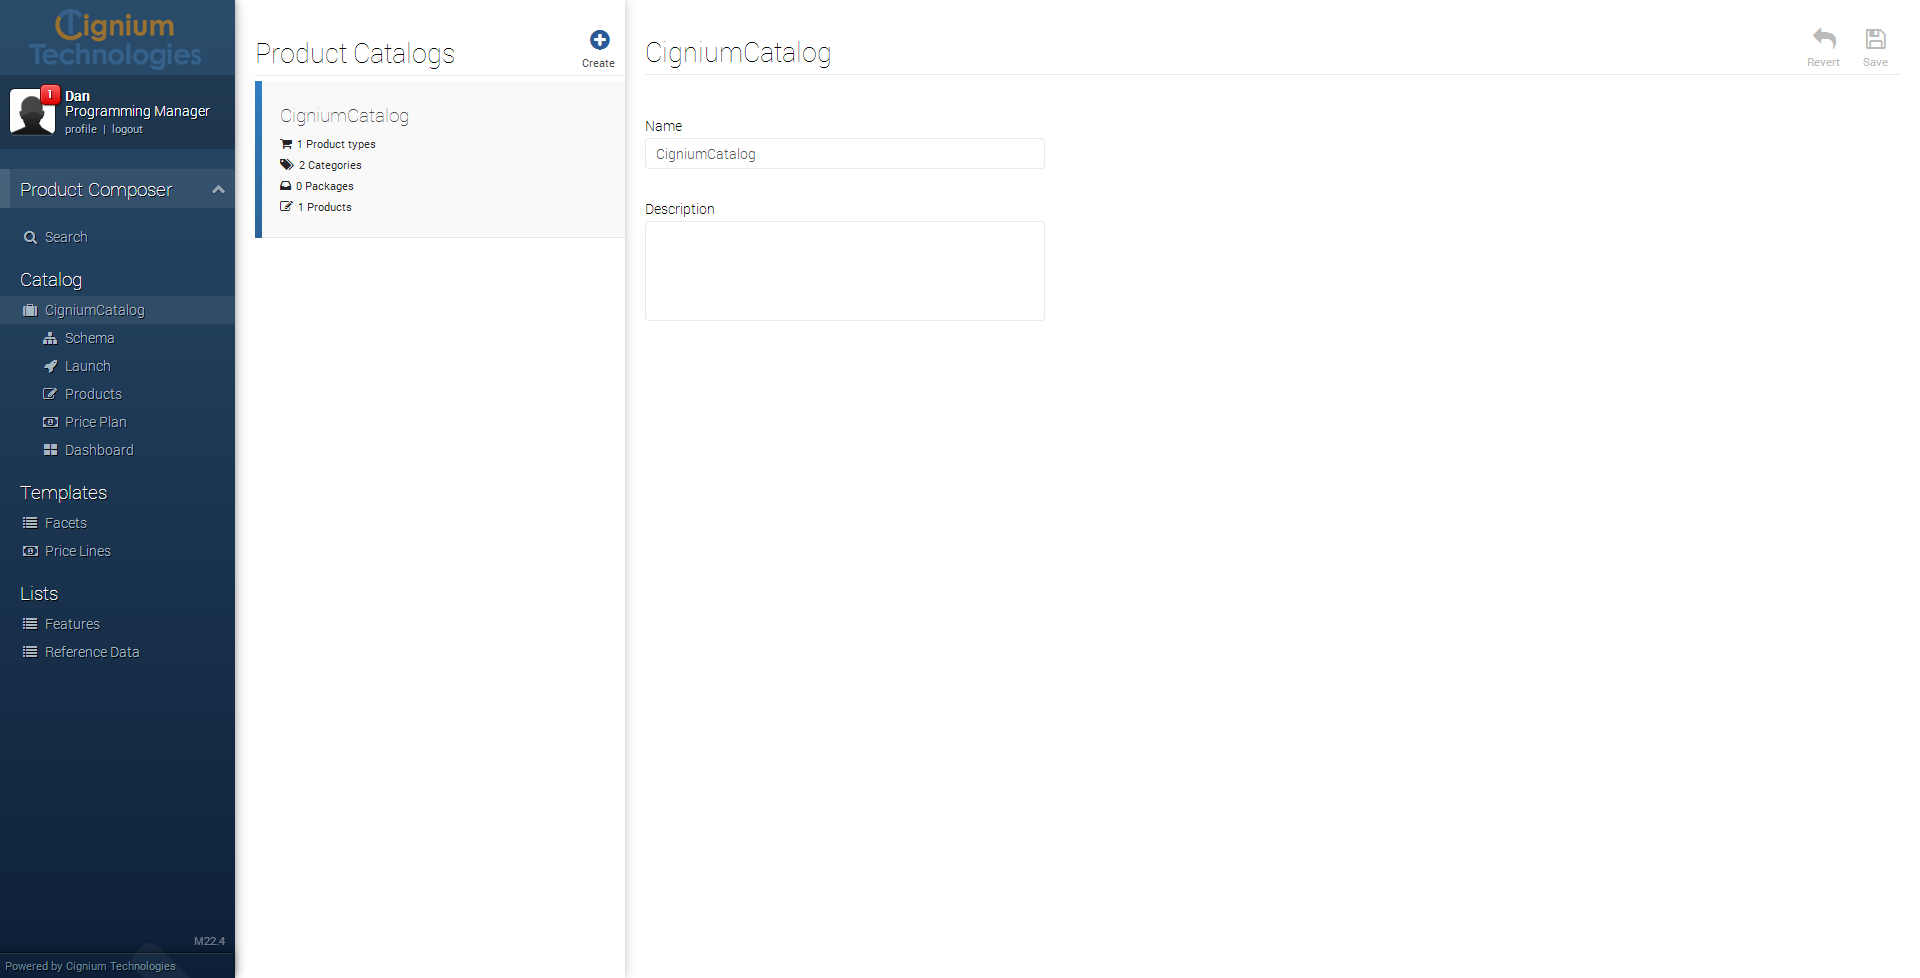 Cignium
Technologies
1
Dan
Programming Manager
profile | logout
Product Composer
Search
Catalog
CigniumCatalog
Schema
Launch
Products
Price Plan
Dashboard
Templates
Facets
Price Lines
Lists
Features
Reference Data
M22.4
Powered by Cignium Technologies
Product Catalogs
Create
CigniumCatalog
1 Product types
2 Categories
0 Packages
1 Products
CigniumCatalog
Revert
Save
Name
CigniumCatalog
Description